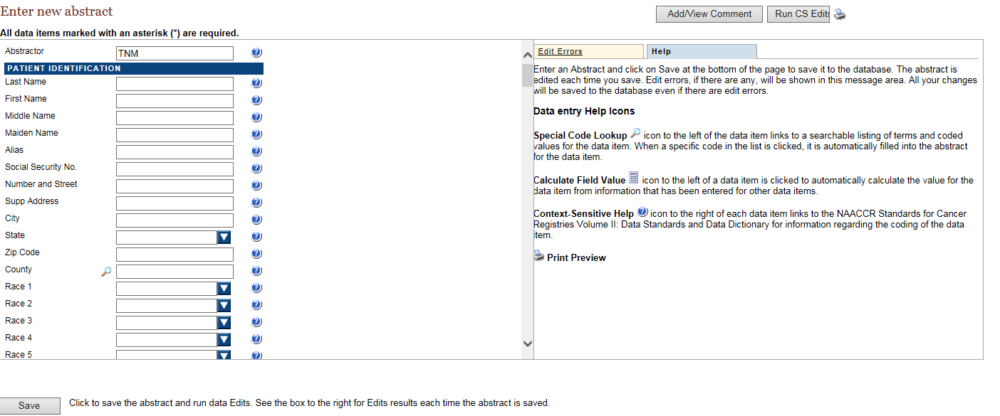 Enter new abstract
Add/View Comment
Run CS Edits
All data items marked with an asterisk (*) are required.
Abstractor
TNM
PATIENT IDENTIFICATION
Last Name
First Name
Middle Name
Maiden Name
Alias
Social Security No.
Number and Street
Supp Address
City
State
Zip Code
County
Race 1
Race 2
Race 3
Race 4
Race 5
Edit Errors
Help
Enter an Abstract and click on Save at the bottom of the page to save it to the database. The abstract is
edited each time you save. Edit errors, if there are any, will be shown in this message area. All your changes
will be saved to the database even if there are edit errors.
Data entry Help Icons
Special Code Lookup icon to the left of the data item links to a searchable listing of terms and coded
values for the data item. When a specific code in the list is clicked, it is automatically filled into the abstract
for the data item.
Calculate Field Value icon to the left of a data item is clicked to automatically calculate the value for the
data item from information that has been entered for other data items.
Context-Sensitive Help icon to the right of each data item links to the NAACCR Standards for Cancer
Registries Volume II: Data Standards and Data Dictionary for information regarding the coding of the data
item.
Print Preview
Save
Click to save the abstract and run data Edits. See the box to the right for Edits results each time the abstract is saved.